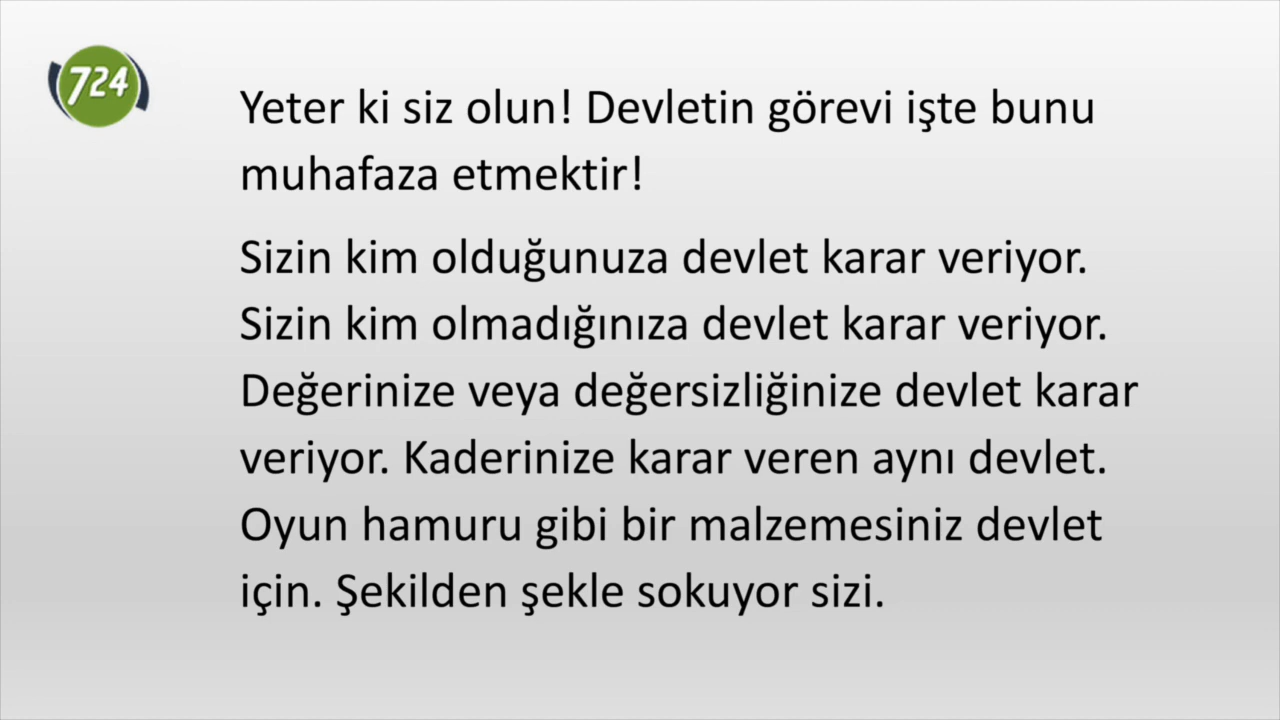 724
Yeter ki siz olun! Devletin görevi işte bunu
muhafaza etmektir!
Sizin kim olduğunuza devlet karar veriyor.
Sizin kim olmadığınıza devlet karar veriyor.
Değerinize veya değersizliğinize devlet karar
veriyor. Kaderinize karar veren aynı devlet.
Oyun hamuru gibi bir malzemesiniz devlet
için. Şekilden şekle sokuyor sizi.